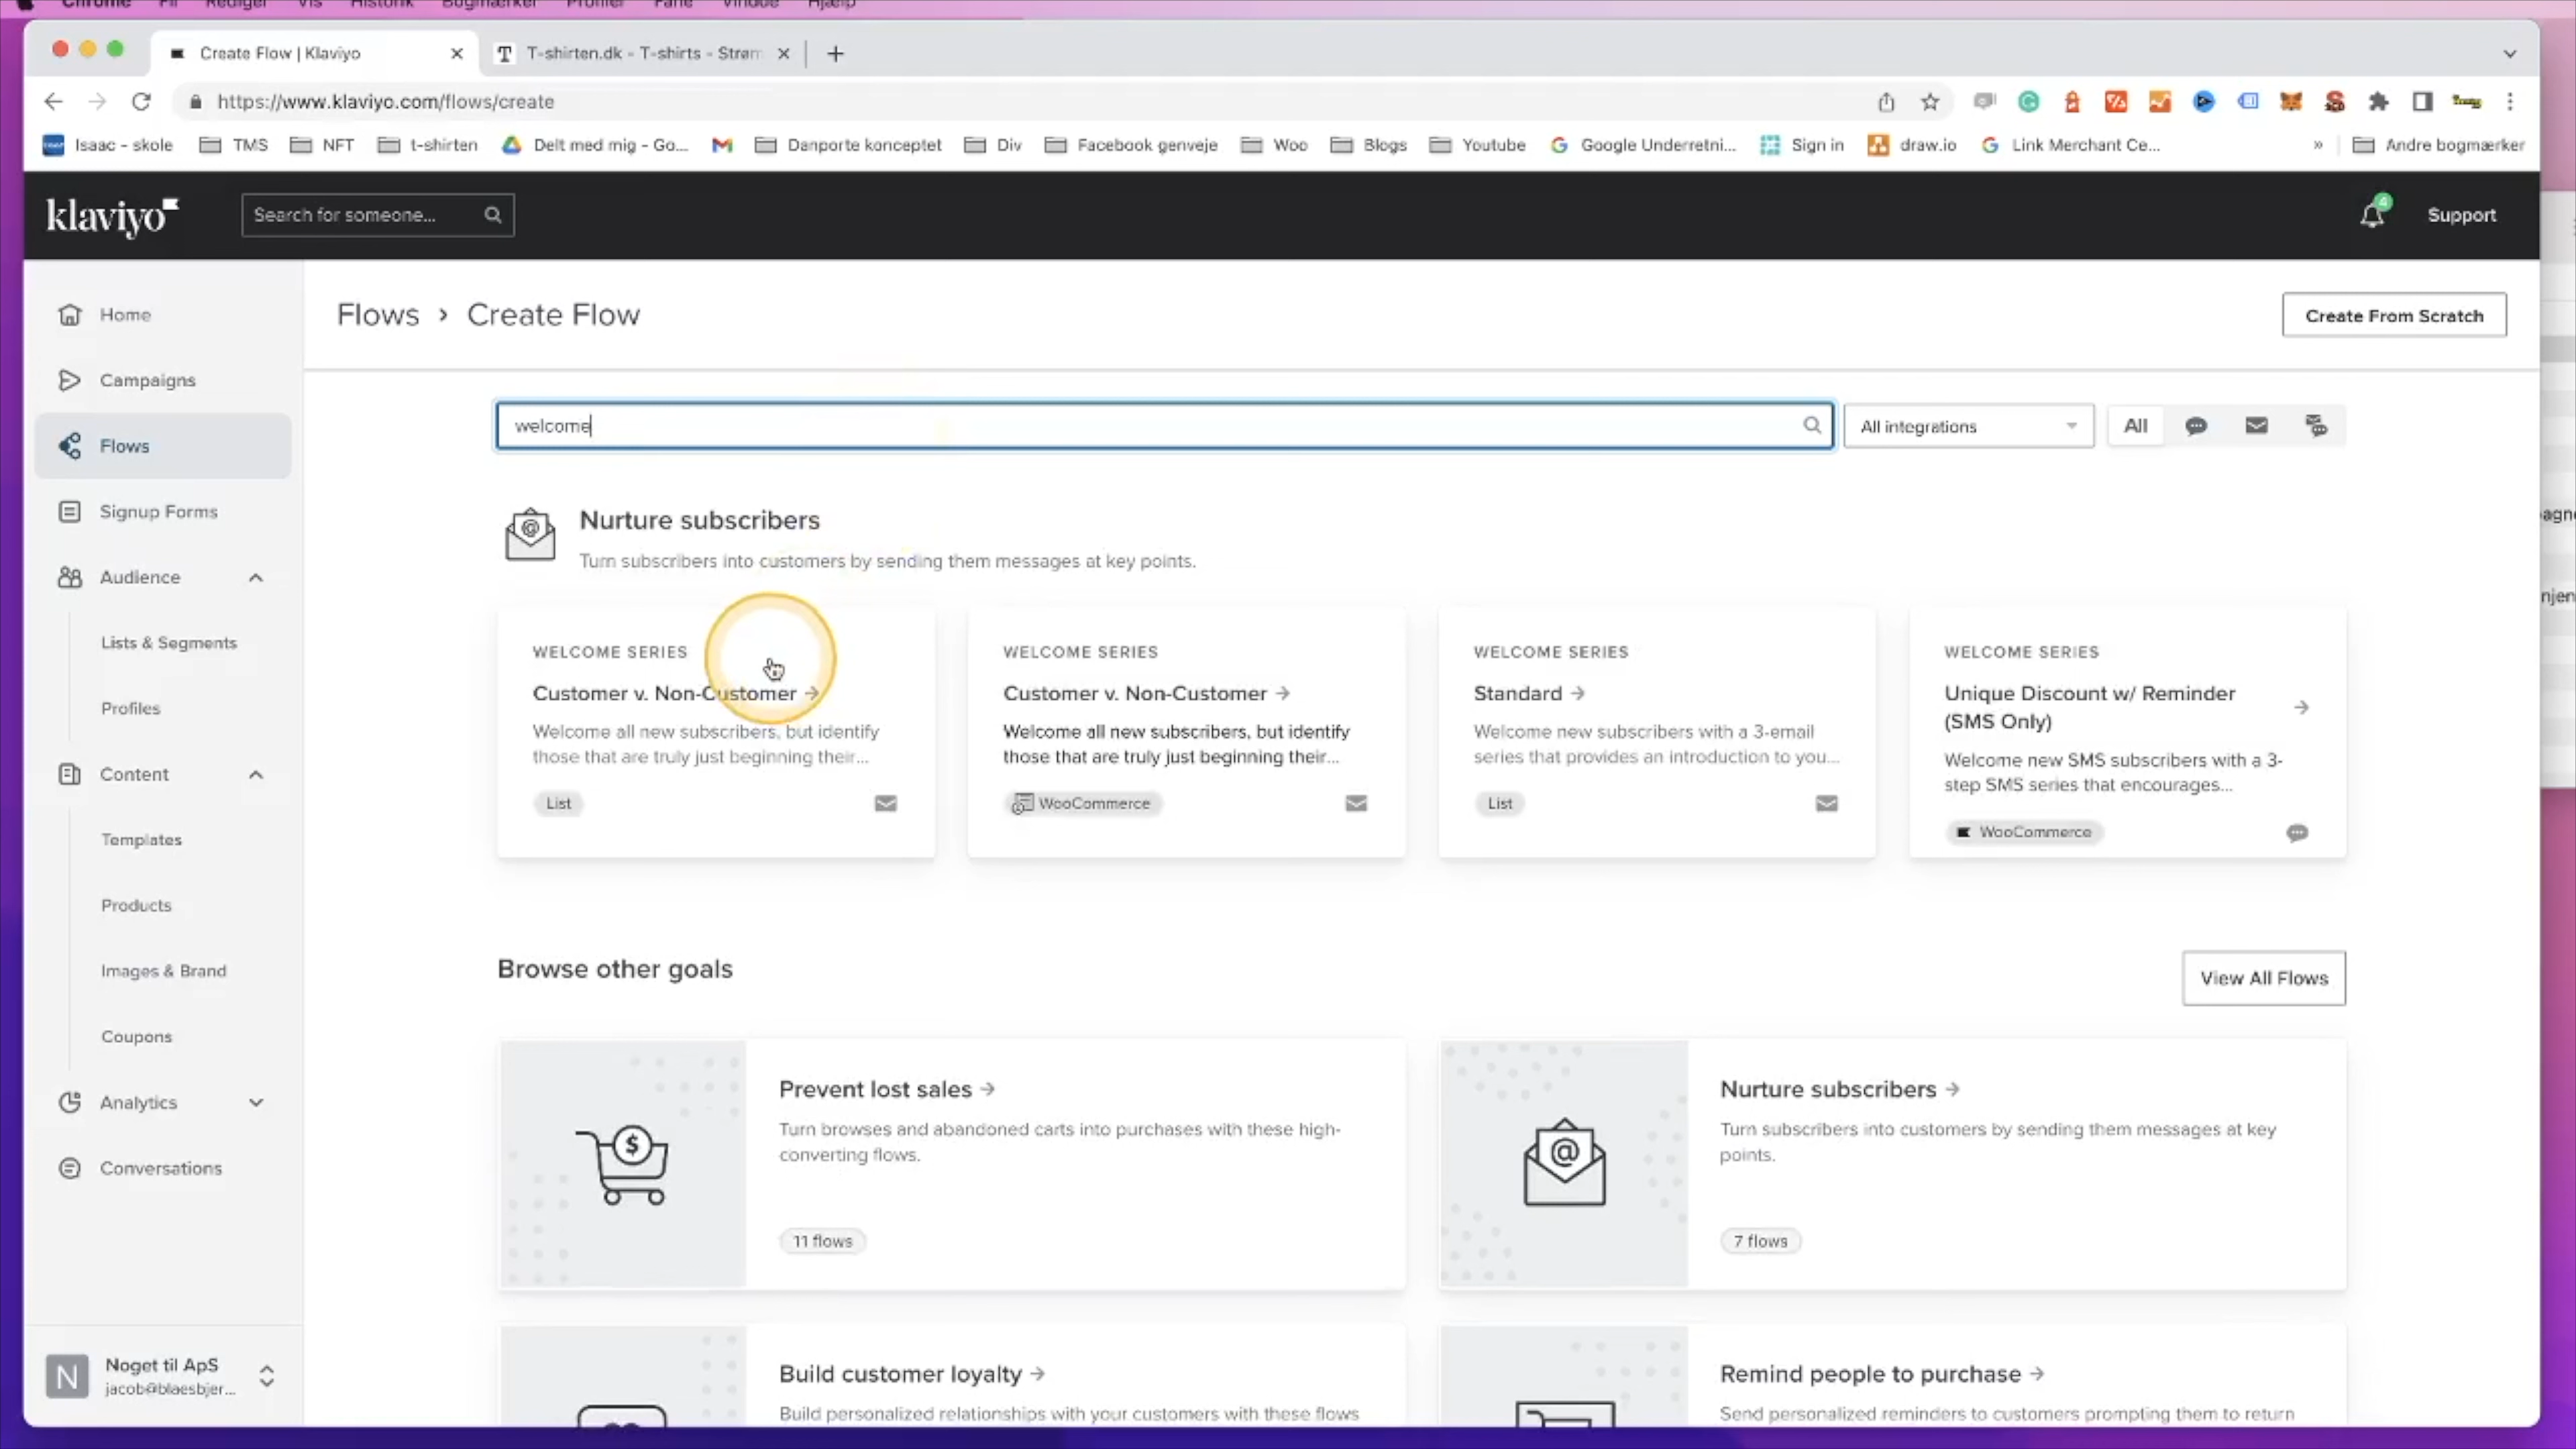 Chrome Fil Rediger Vis Historik Bogmærker Profiler Fane Vindue Hjælp
Create Flow | Klaviyo
T-shirten.dk - T-shirts - Strøm
https://www.klaviyo.com/flows/create
Isaac - skole
TMS
NFT
t-shirten
Delt med mig - Go...
Danporte konceptet
Div
Facebook genveje
Woo
Blogs
Youtube
Google Underretni...
Sign in
draw.io
Link Merchant Ce...
»
Andre bogmærker
klaviyo
Search for someone...
4
Support
Home
Campaigns
Flows
Signup Forms
Audience
Lists & Segments
Profiles
Content
Templates
Products
Images & Brand
Coupons
Analytics
Conversations
N
Noget til ApS
jacob@blaesbjer...
Flows › Create Flow
Create From Scratch
welcome
All integrations
All
Nurture subscribers
Turn subscribers into customers by sending them messages at key points.
WELCOME SERIES
Customer v. Non-Customer →
Welcome all new subscribers, but identify
those that are truly just beginning their...
List
WELCOME SERIES
Customer v. Non-Customer →
Welcome all new subscribers, but identify
those that are truly just beginning their...
WooCommerce
WELCOME SERIES
Standard →
Welcome new subscribers with a 3-email
series that provides an introduction to you...
List
WELCOME SERIES
Unique Discount w/ Reminder
(SMS Only) →
Welcome new SMS subscribers with a 3-
step SMS series that encourages...
WooCommerce
Browse other goals
View All Flows
Prevent lost sales →
Turn browses and abandoned carts into purchases with these high-
converting flows.
11 flows
Nurture subscribers →
Turn subscribers into customers by sending them messages at key
points.
7 flows
Build customer loyalty →
Build personalized relationships with your customers with these flows
Remind people to purchase →
Send personalized reminders to customers prompting them to return